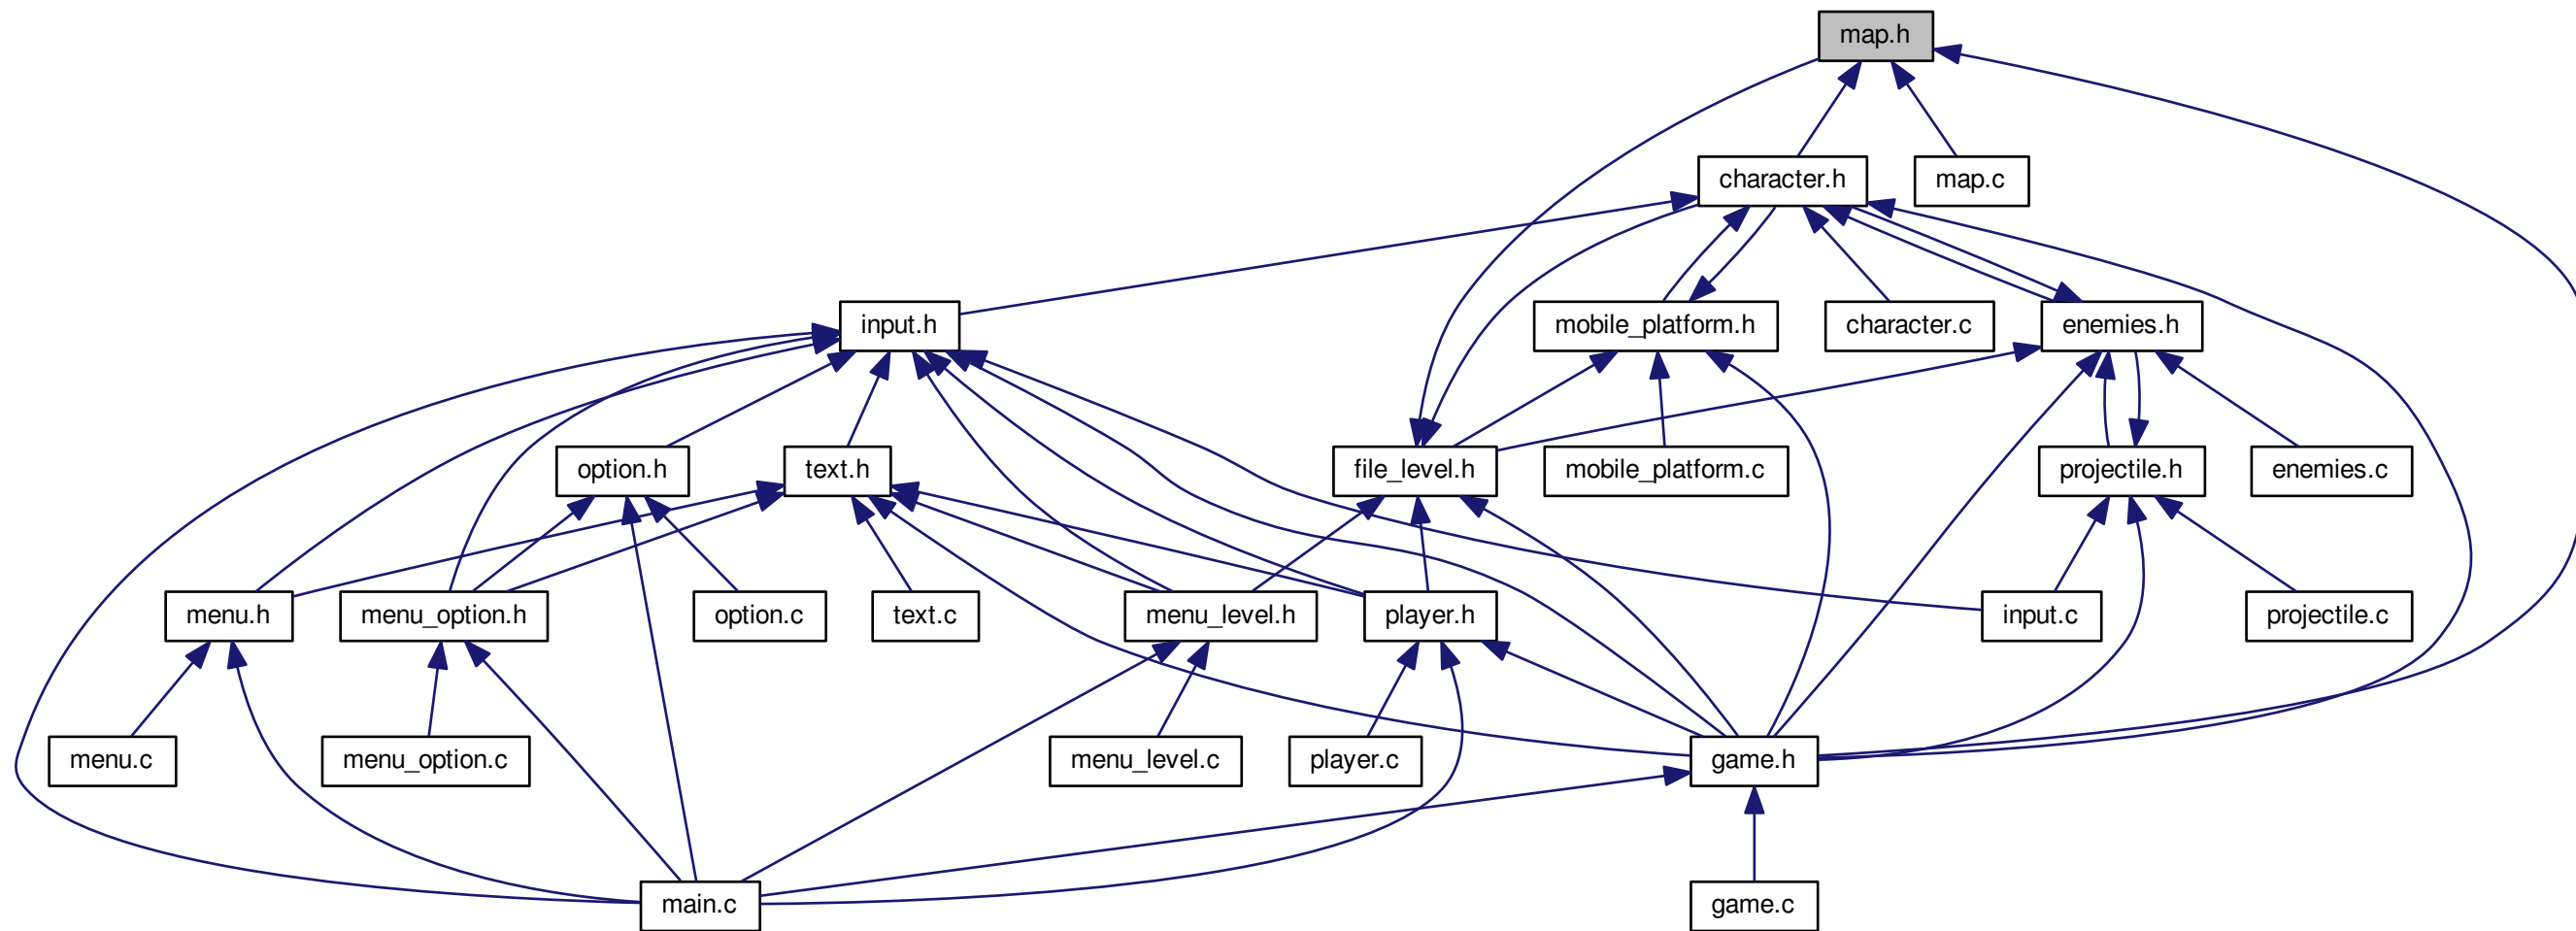 map.h
character.h
map.c
input.h
mobile_platform.h
character.c
enemies.h
option.h
text.h
file_level.h
mobile_platform.c
projectile.h
enemies.c
menu.h
menu_option.h
option.c
text.c
menu_level.h
player.h
input.c
projectile.c
menu.c
menu_option.c
menu_level.c
player.c
game.h
main.c
game.c